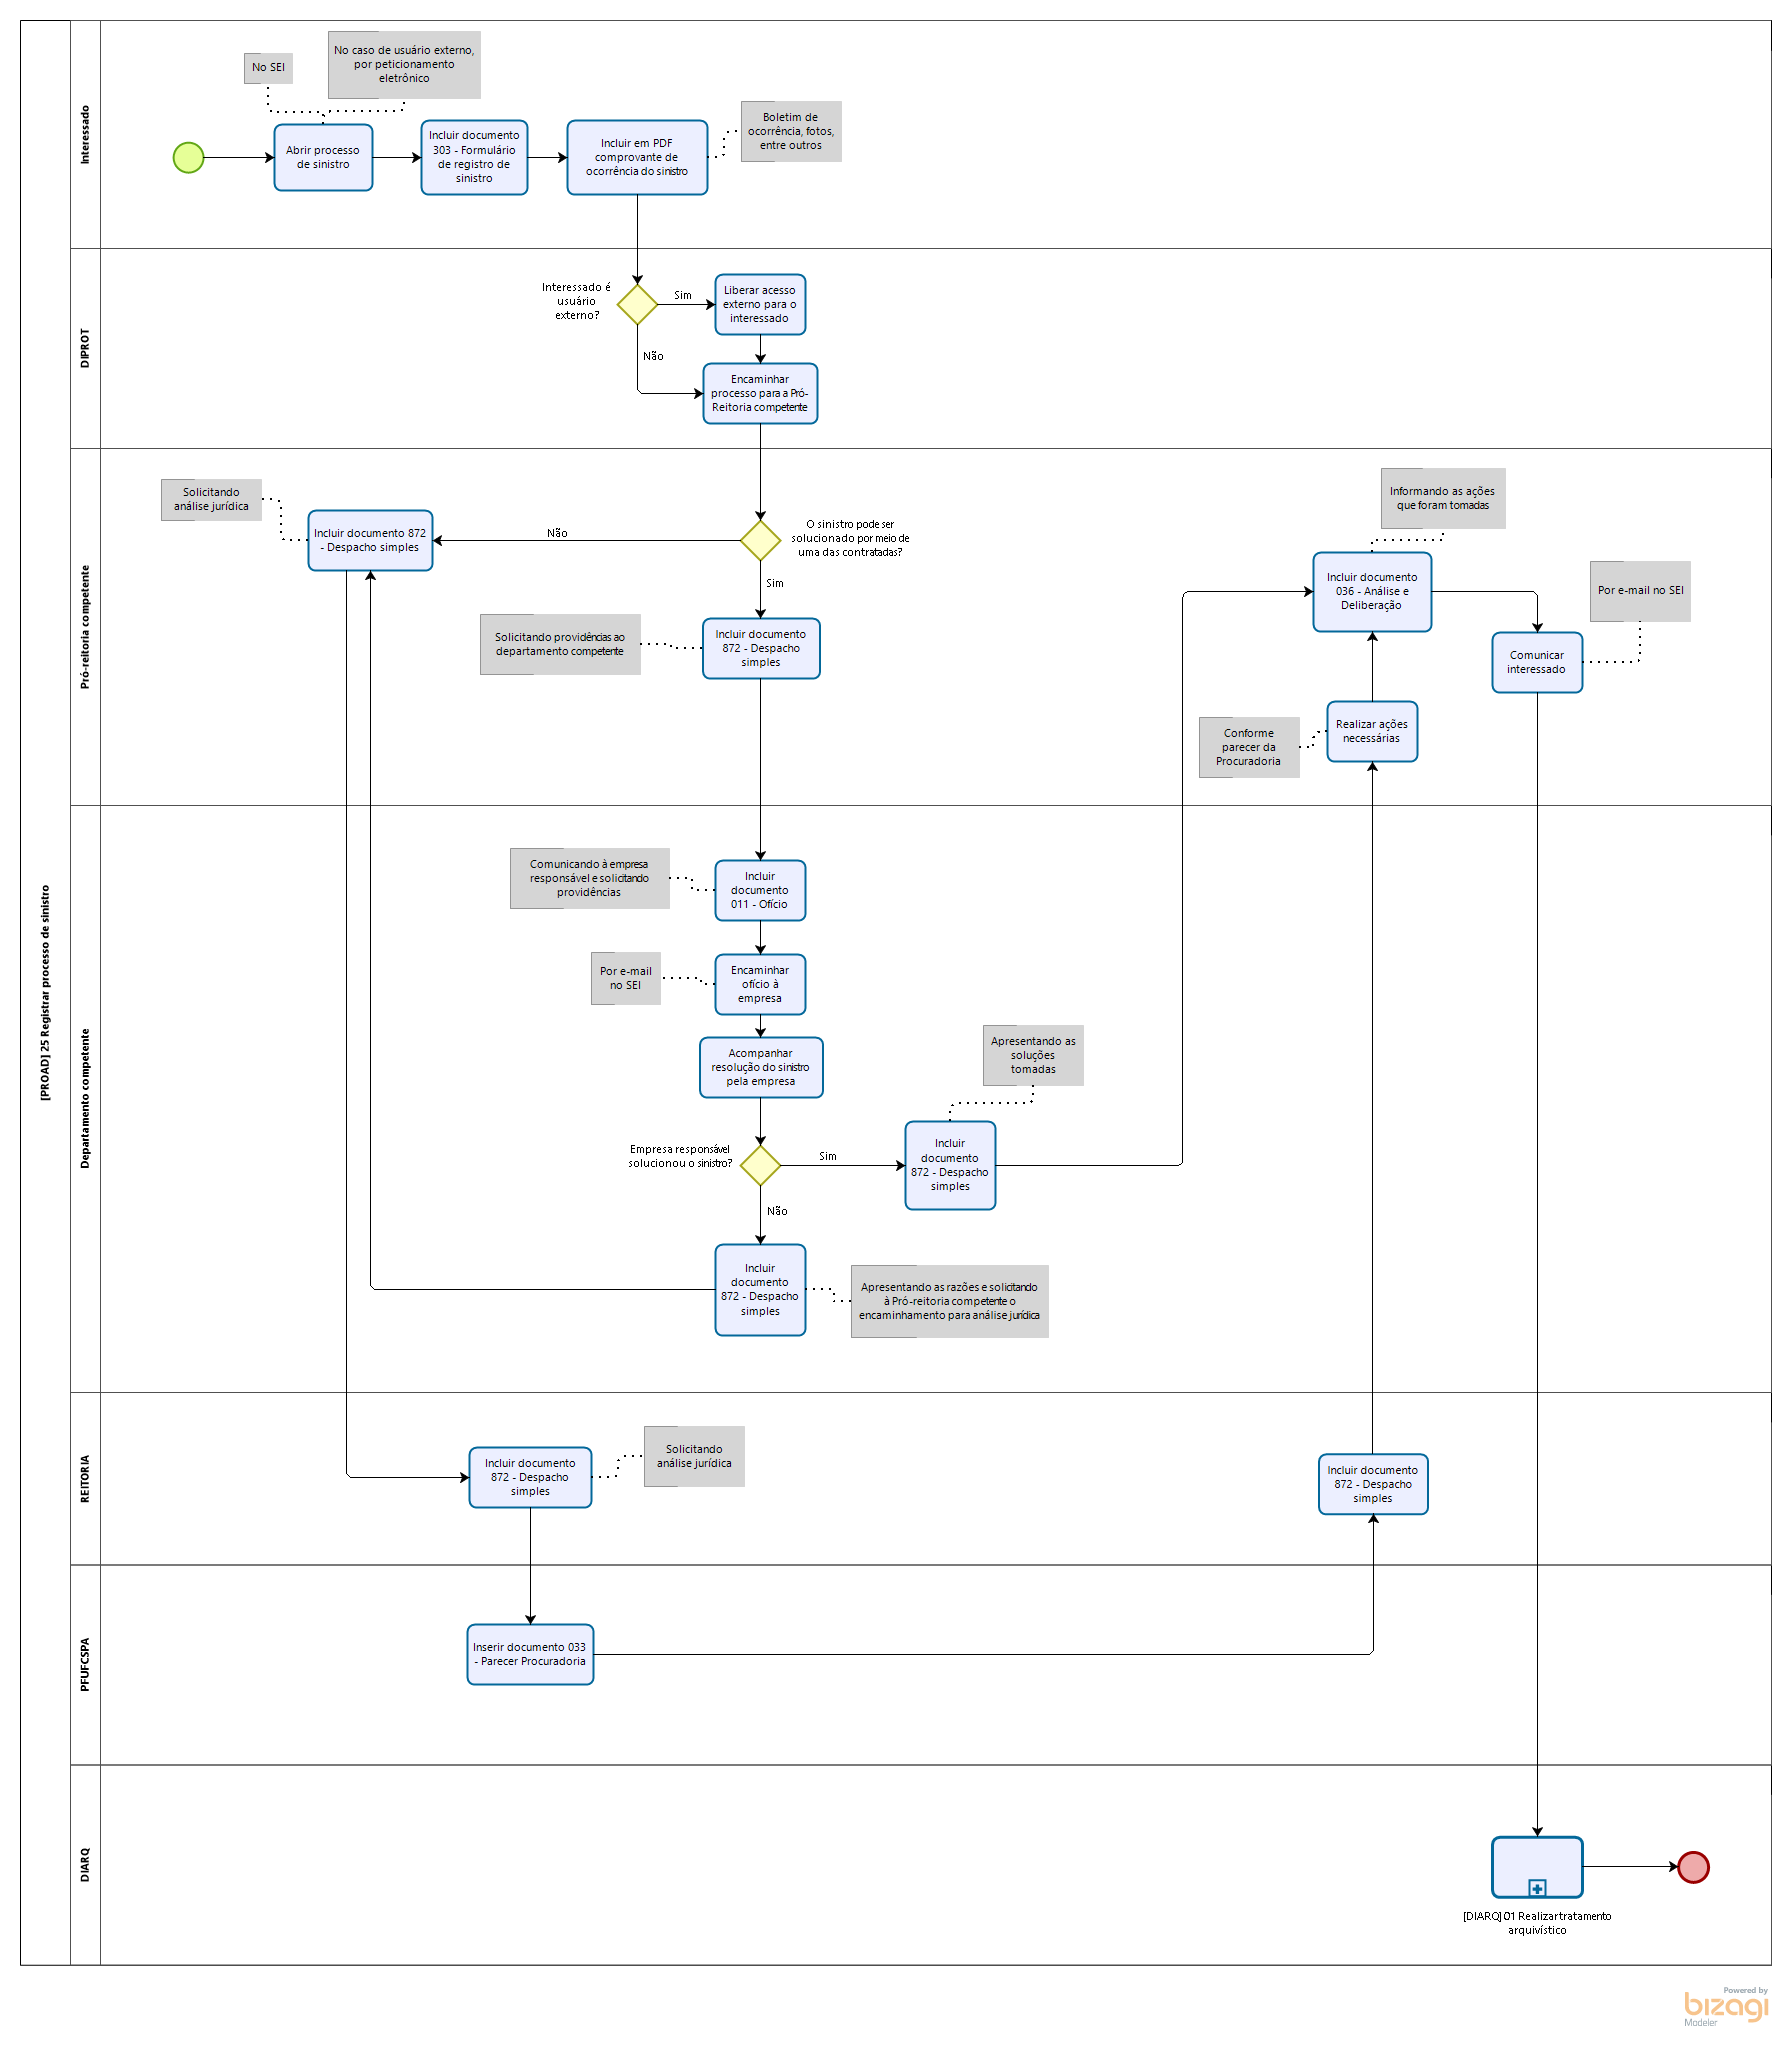 [PROAD] 25 Registrar processo de sinistro
Interessado
No SEI
No caso de usuário externo,
por peticionamento
eletrônico
Abrir processo
de sinistro
Incluir documento
303 - Formulário
de registro de
sinistro
Incluir em PDF
comprovante de
ocorrência do sinistro
Boletim de
ocorrência, fotos,
entre outros
DIPROT
Interessado é
usuário
externo?
Sim
Não
Liberar acesso
externo para o
interessado
Encaminhar
processo para a Pró-
Reitoria competente
Pró-reitoria competente
Solicitando
análise jurídica
Incluir documento 872
- Despacho simples
Não
O sinistro pode ser
solucionado por meio de
uma das contratadas?
Sim
Solicitando providências ao
departamento competente
Incluir documento
872 - Despacho
simples
Informando as ações
que foram tomadas
Incluir documento
036 - Análise e
Deliberação
Por e-mail no SEI
Comunicar
interessado
Conforme
parecer da
Procuradoria
Realizar ações
necessárias
Departamento competente
Comunicando à empresa
responsável e solicitando
providências
Incluir
documento
011 - Ofício
Por e-mail
no SEI
Encaminhar
ofício à
empresa
Acompanhar
resolução do sinistro
pela empresa
Empresa responsável
solucionou o sinistro?
Sim
Não
Apresentando as
soluções
tomadas
Incluir
documento
872 - Despacho
simples
Incluir
documento
872 - Despacho
simples
Apresentando as razões e solicitando
à Pró-reitoria competente o
encaminhamento para análise jurídica
REITORIA
Incluir documento
872 - Despacho
simples
Solicitando
análise jurídica
Incluir documento
872 - Despacho
simples
PFUFCSPA
Inserir documento 033
- Parecer Procuradoria
DIARQ
[DIARQ] 01 Realizar tratamento
arquivístico
Powered by
bizagi
Modeler